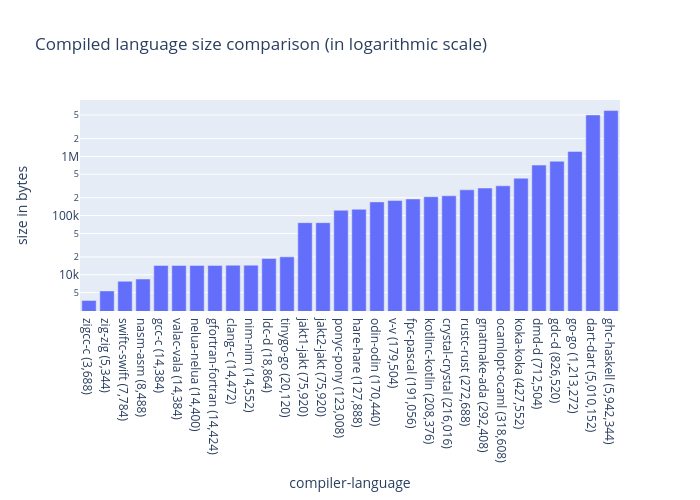 Compiled language size comparison (in logarithmic scale)
size in bytes
5
2
1M
5
2
100k
5
2
10k
5
zigcc-c (3,688)
zig-zig (5,344)
swiftc-swift (7,784)
nasm-asm (8,488)
gcc-c (14,384)
valac-vala (14,384)
nelua-nelua (14,400)
gfortran-fortran (14,424)
clang-c (14,472)
nim-nim (14,552)
ldc-d (18,864)
tinygo-go (20,120)
jakt1-jakt (75,920)
jakt2-jakt (75,920)
ponyc-pony (123,008)
hare-hare (127,888)
odin-odin (170,440)
v-v (179,504)
fpc-pascal (191,056)
kotlinc-kotlin (208,376)
crystal-crystal (216,016)
rustc-rust (272,688)
gnatmake-ada (292,408)
ocamlopt-ocaml (318,608)
koka-koka (427,552)
dmd-d (712,504)
gdc-d (826,520)
go-go (1,213,272)
dart-dart (5,010,152)
ghc-haskell (5,942,344)
compiler-language